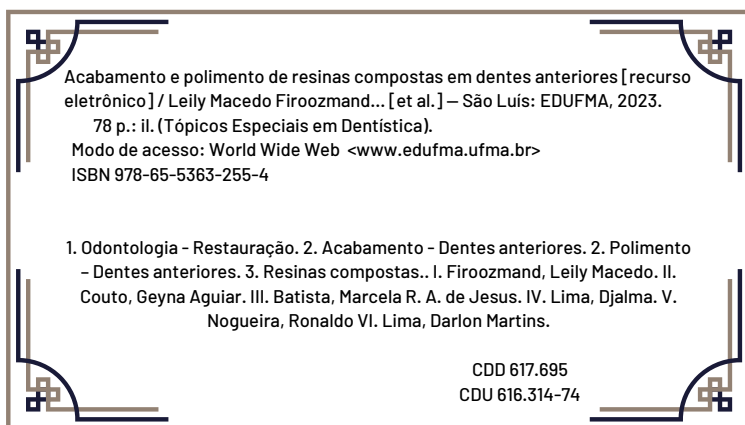 Acabamento e polimento de resinas compostas em dentes anteriores [recurso
eletrônico] / Leily Macedo Firoozmand... [et al.] — São Luís: EDUFMA, 2023.
78 p.: il. (Tópicos Especiais em Dentística).
Modo de acesso: World Wide Web <www.edufma.ufma.br>
ISBN 978-65-5363-255-4
1. Odontologia - Restauração. 2. Acabamento - Dentes anteriores. 2. Polimento
– Dentes anteriores. 3. Resinas compostas.. I. Firoozmand, Leily Macedo. II.
Couto, Geyna Aguiar. III. Batista, Marcela R. A. de Jesus. IV. Lima, Djalma. V.
Nogueira, Ronaldo VI. Lima, Darlon Martins.
CDD 617.695
CDU 616.314-74